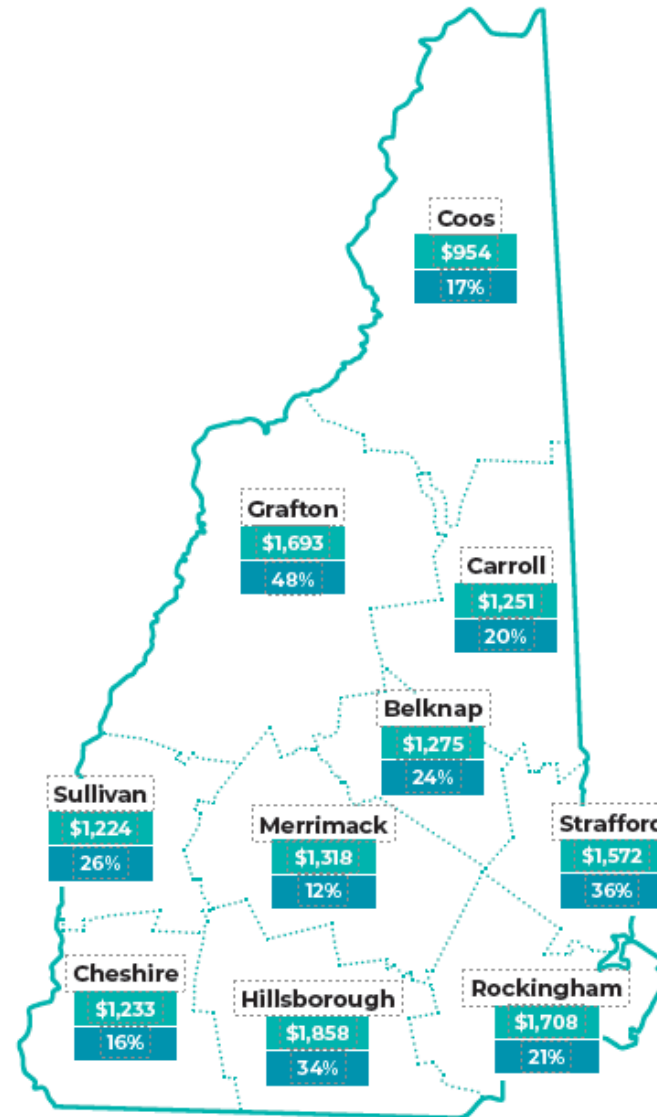 Coos
$954
17%
Grafton
$1,693
48%
Carroll
$1,251
20%
Belknap
$1,275
24%
Sullivan
$1,224
26%
Merrimack
$1,318
12%
Strafford
$1,572
36%
Cheshire
$1,233
16%
Hillsborough
$1,858
34%
Rockingham
$1,708
21%